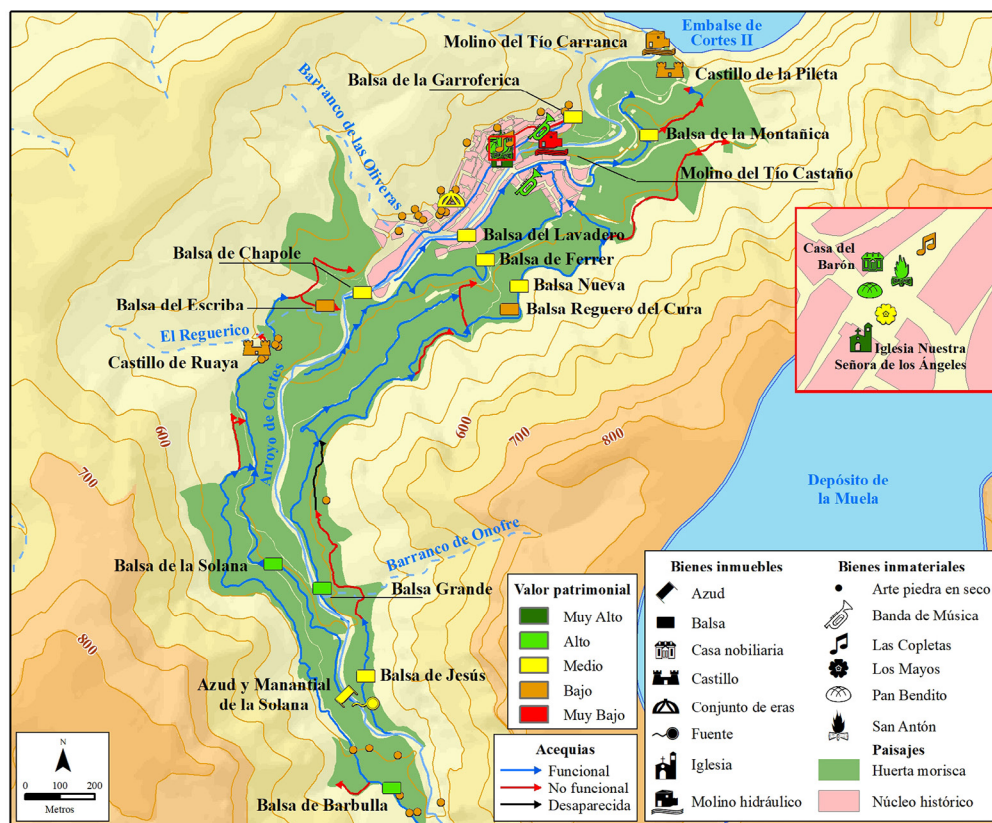 Embalse de
Cortes II
Molino del Tío Carranca
Castillo de la Pileta
Balsa de la Garroferica
Barranco de las Oliveras
Balsa de la Montañica
Molino del Tío Castaño
Balsa del Lavadero
Balsa de Chapole
Balsa de Ferrer
Balsa Nueva
Balsa del Escriba
Balsa Reguero del Cura
El Reguerico
Castillo de Ruaya
Arroyo de Cortes
Casa del
Barón
Iglesia Nuestra
Señora de los Ángeles
600
700
800
600
700
800
Depósito de
la Muela
Barranco de Onofre
Balsa de la Solana
Balsa Grande
Balsa de Jesús
Azud y Manantial
de la Solana
Balsa de Barbulla
N
0 100 200
Metros
Valor patrimonial
Muy Alto
Alto
Medio
Bajo
Muy Bajo
Acequias
Funcional
No funcional
Desaparecida
Bienes inmuebles
Azud
Balsa
Casa nobiliaria
Castillo
Conjunto de eras
Fuente
Iglesia
Molino hidráulico
Bienes inmateriales
Arte piedra en seco
Banda de Música
Las Copletas
Los Mayos
Pan Bendito
San Antón
Paisajes
Huerta morisca
Núcleo histórico